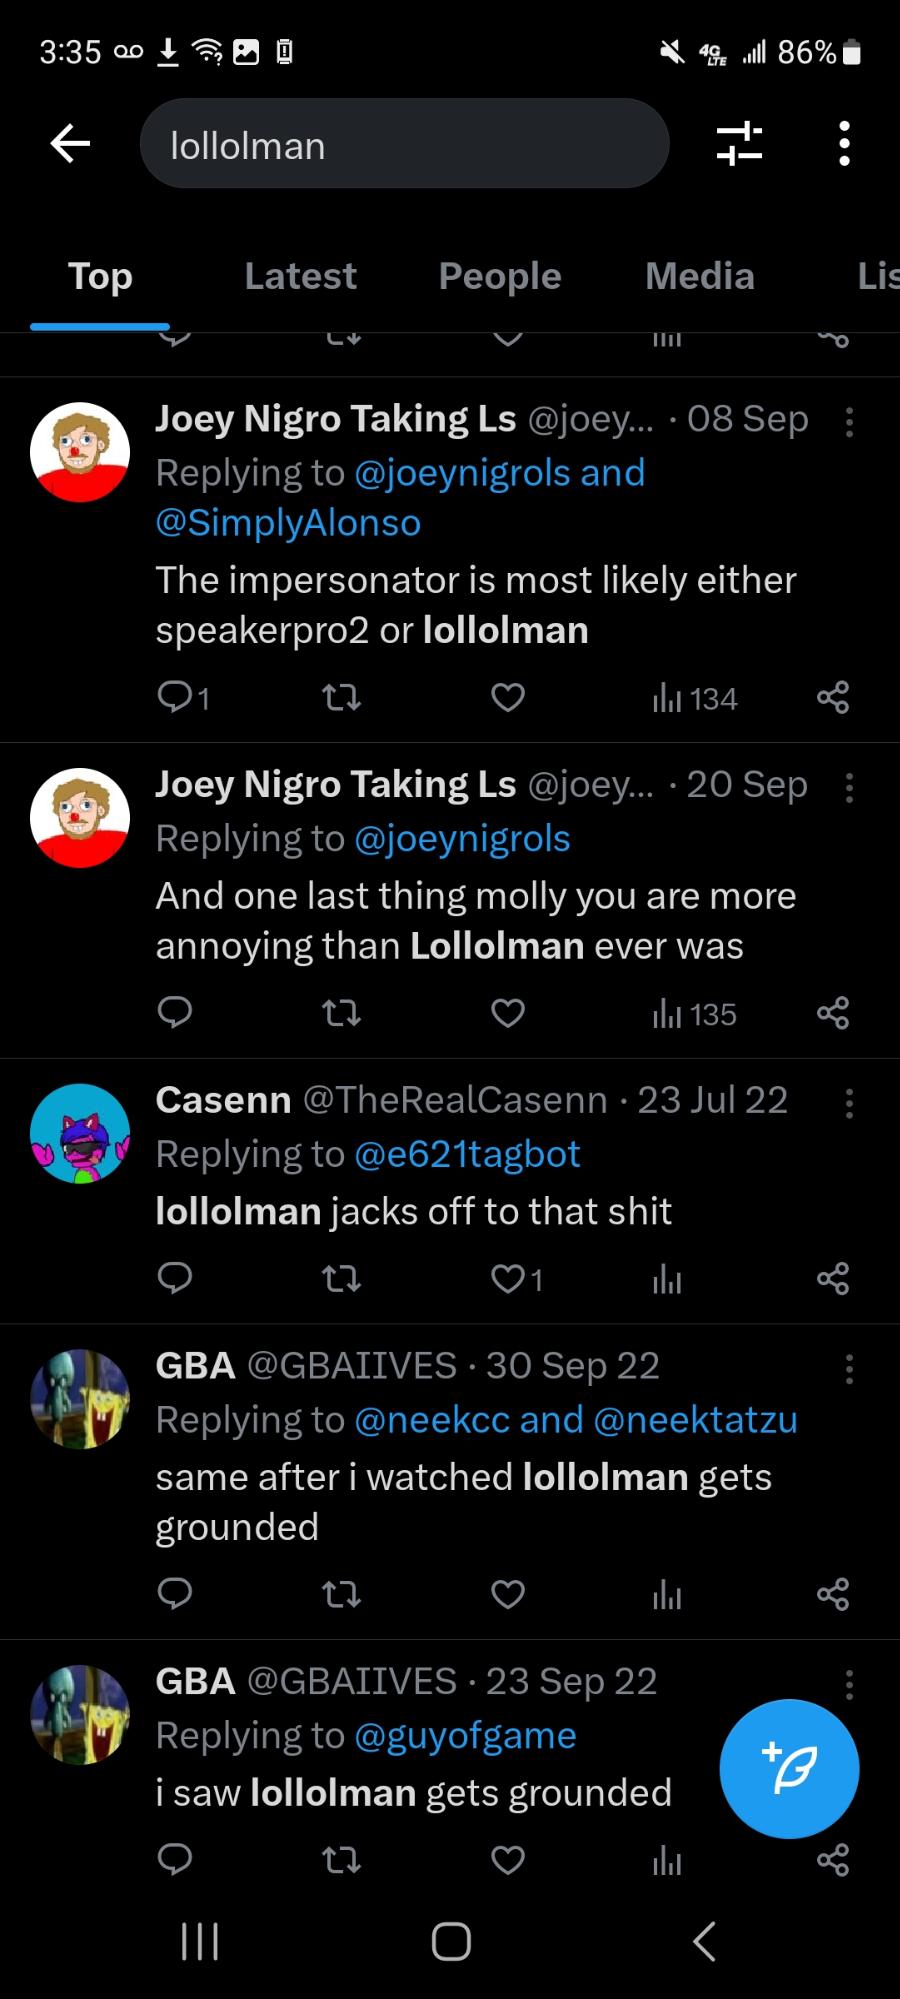 3:35
4G LTE 86%
lollolman
Top Latest People Media Lis
Joey Nigro Taking Ls @joey... · 08 Sep
Replying to @joeynigrols and
@SimplyAlonso
The impersonator is most likely either
speakerpro2 or lollolman
1 134
Joey Nigro Taking Ls @joey... · 20 Sep
Replying to @joeynigrols
And one last thing molly you are more
annoying than Lollolman ever was
135
Casenn @TheRealCasenn · 23 Jul 22
Replying to @e621tagbot
lollolman jacks off to that shit
1
GBA @GBAIIVES · 30 Sep 22
Replying to @neekcc and @neektatzu
same after i watched lollolman gets
grounded
GBA @GBAIIVES · 23 Sep 22
Replying to @guyofgame
i saw lollolman gets grounded